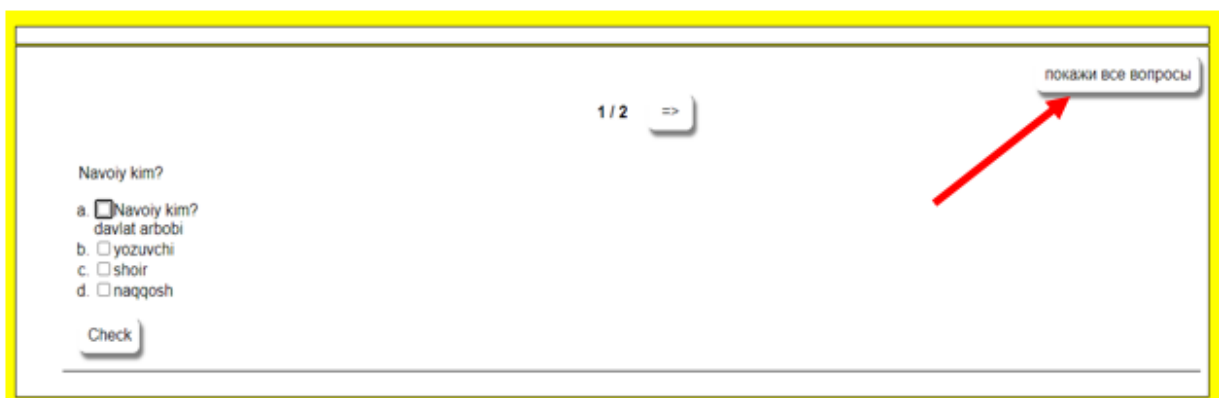 покажи все вопросы
1 / 2 =>
Navoiy kim?
a. Navoiy kim?
davlat arbobi
b. yozuvchi
c. shoir
d. naqqosh
Check